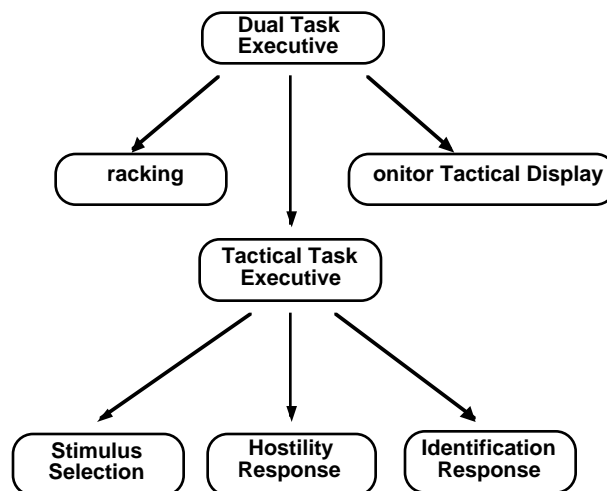 Dual Task
Executive
racking
onitor Tactical Display
Tactical Task
Executive
Stimulus
Selection
Hostility
Response
Identification
Response